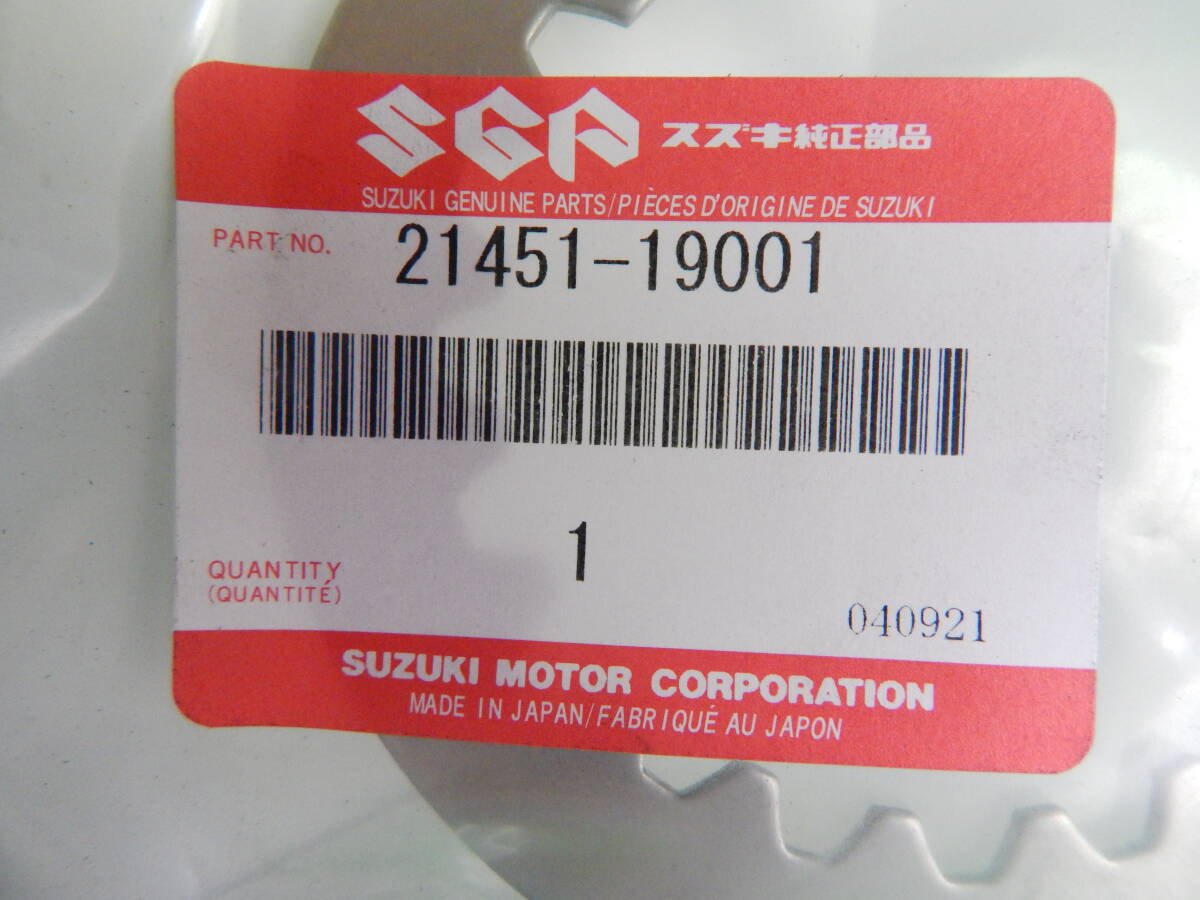 SGP スズキ純正部品
SUZUKI GENUINE PARTS/PIÈCES D'ORIGINE DE SUZUKI
PART NO. 21451-19001
1
QUANTITY
(QUANTITÉ)
040921
SUZUKI MOTOR CORPORATION
MADE IN JAPAN/FABRIQUÉ AU JAPON